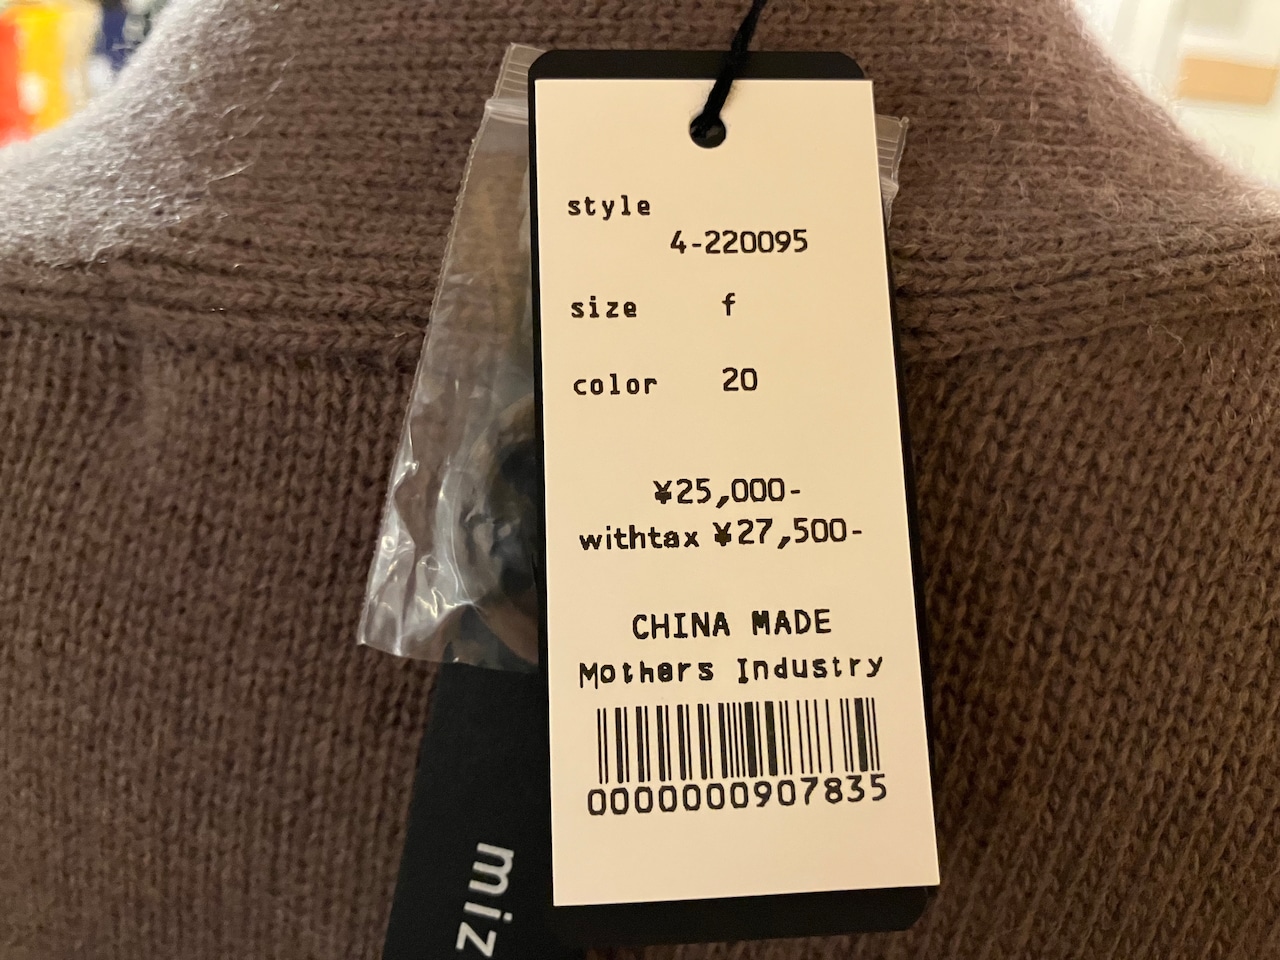 style
4-220095
size f
color 20
¥25,000-
withtax ¥27,500-
CHINA MADE
Mothers Industry
0000000907835
miz